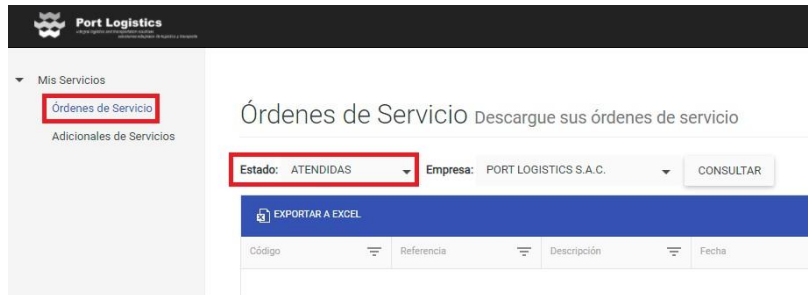 Port Logistics
Mis Servicios
Órdenes de Servicio
Adicionales de Servicios
Órdenes de Servicio Descargue sus órdenes de servicio
Estado: ATENDIDAS Empresa: PORT LOGISTICS S.A.C. CONSULTAR
EXPORTAR A EXCEL
Código Referencia Descripción Fecha